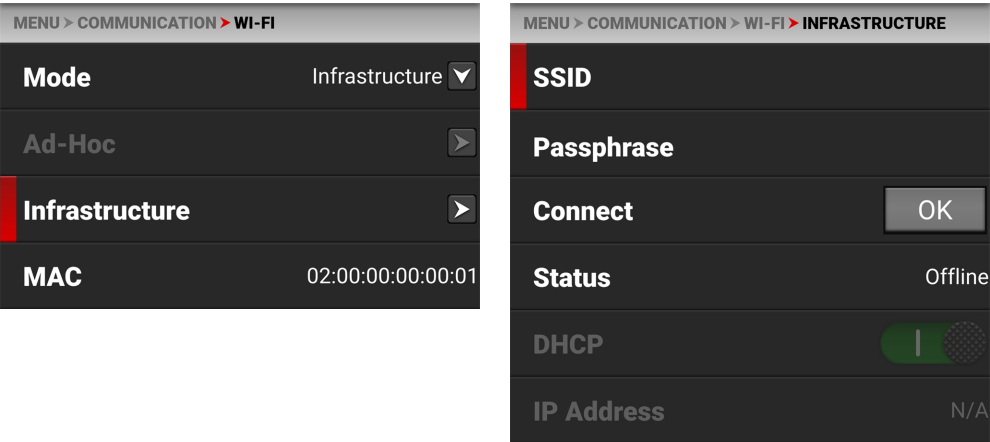 MENU > COMMUNICATION > WI-FI
Mode Infrastructure
Ad-Hoc
Infrastructure
MAC 02:00:00:00:00:01
MENU > COMMUNICATION > WI-FI > INFRASTRUCTURE
SSID
Passphrase
Connect OK
Status Offline
DHCP
IP Address N/A